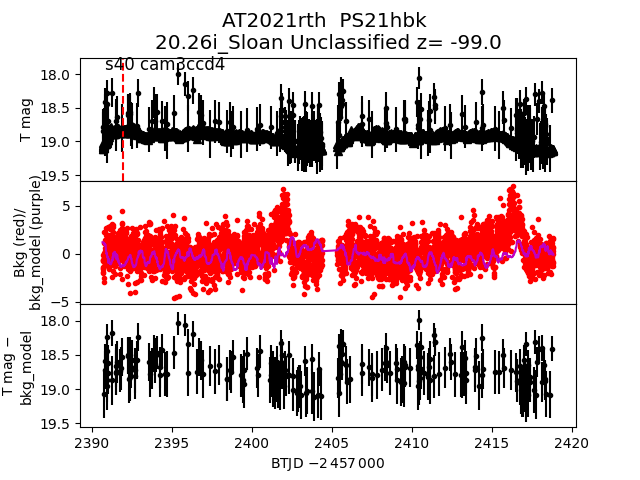 AT2021rth  PS21hbk
20.26i_Sloan Unclassified z= -99.0
s40 cam3ccd4
T mag
18.0
18.5
19.0
19.5
Bkg (red)/
bkg_model (purple)
5
0
−5
T mag −
bkg_model
18.0
18.5
19.0
19.5
2390
2395
2400
2405
2410
2415
2420
BTJD −2 457 000